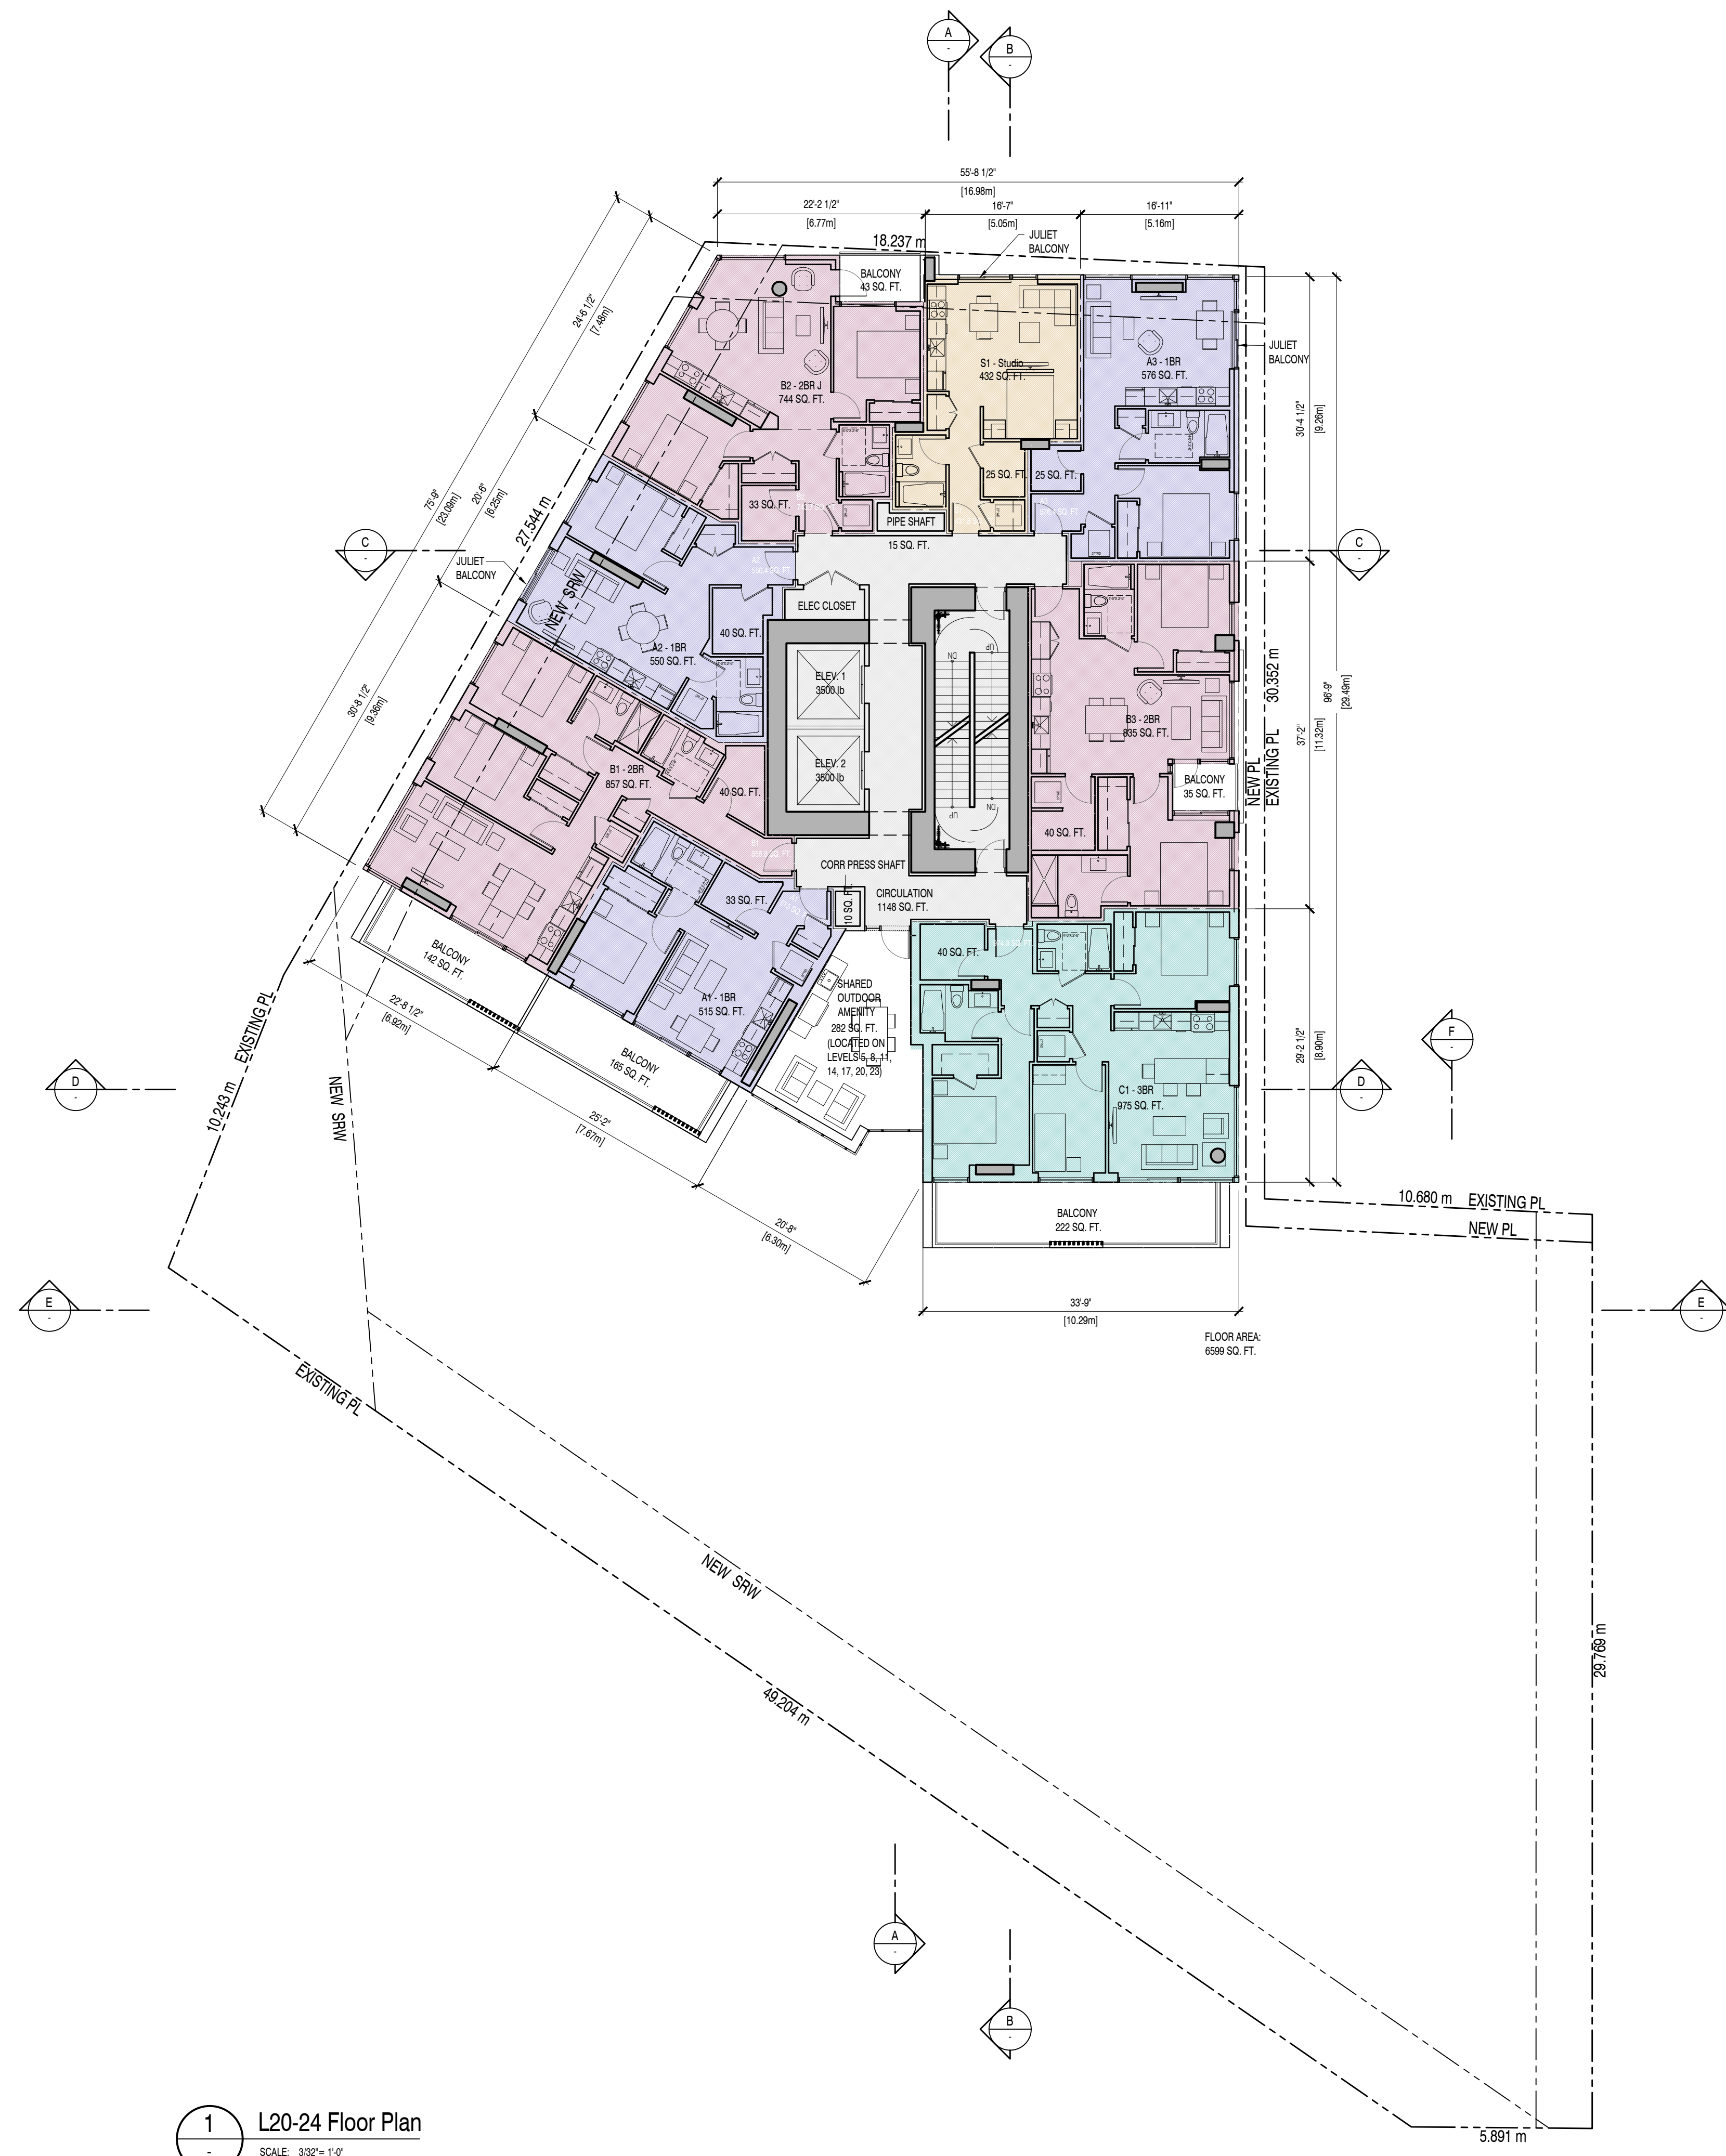 A
-
B
-
55'-8 1/2"
[16.98m]
22'-2 1/2"
[6.77m]
16'-7"
[5.05m]
16'-11"
[5.16m]
JULIET
BALCONY
18.237 m
BALCONY
43 SQ. FT.
24'-6 1/2"
[7.48m]
B2 - 2BR J
744 SQ. FT.
S1 - Studio
432 SQ. FT.
A3 - 1BR
576 SQ. FT.
JULIET
BALCONY
30'-4 1/2"
[9.26m]
75'-9"
[23.09m]
20'-6"
[6.25m]
27.544 m
33 SQ. FT.
25 SQ. FT.
25 SQ. FT.
PIPE SHAFT
15 SQ. FT.
C
-
C
-
JULIET
BALCONY
NEW SRW
ELEC CLOSET
40 SQ. FT.
A2 - 1BR
550 SQ. FT.
ELEV. 1
3500 lb
ELEV. 2
3500 lb
DN
UP
UP
DN
B3 - 2BR
835 SQ. FT.
BALCONY
35 SQ. FT.
40 SQ. FT.
NEW PL
EXISTING PL
30.352 m
37'-2"
[11.32m]
96'-9"
[29.49m]
30'-8 1/2"
[9.36m]
B1 - 2BR
857 SQ. FT.
40 SQ. FT.
CORR PRESS SHAFT
10 SQ. FT.
CIRCULATION
1148 SQ. FT.
33 SQ. FT.
A1 - 1BR
515 SQ. FT.
BALCONY
142 SQ. FT.
BALCONY
165 SQ. FT.
SHARED
OUTDOOR
AMENITY
282 SQ. FT.
(LOCATED ON
LEVELS 5, 8, 11,
14, 17, 20, 23)
40 SQ. FT.
C1 - 3BR
975 SQ. FT.
29'-2 1/2"
[8.90m]
F
-
D
-
D
-
22'-8 1/2"
[6.92m]
25'-2"
[7.67m]
20'-8"
[6.30m]
10.243 m
EXISTING PL
NEW SRW
BALCONY
222 SQ. FT.
10.680 m
EXISTING PL
NEW PL
E
-
E
-
33'-9"
[10.29m]
FLOOR AREA:
6599 SQ. FT.
EXISTING PL
NEW SRW
49.204 m
29.769 m
A
-
B
-
5.891 m
1
-
L20-24 Floor Plan
SCALE: 3/32"= 1'-0"